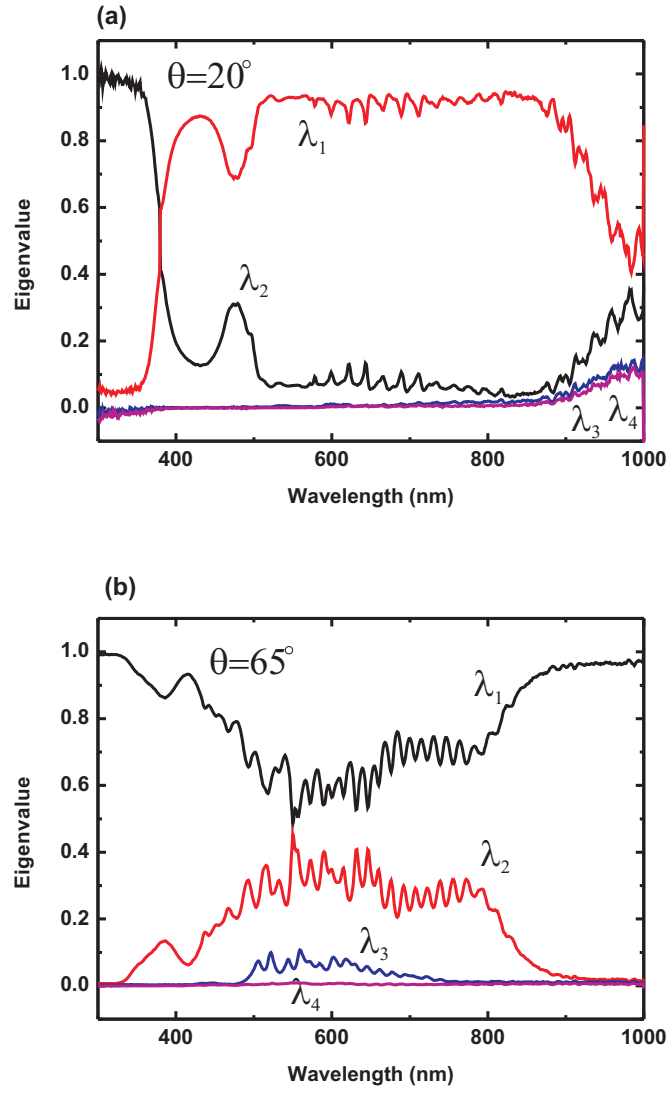 (a)
θ=20°
λ₁
λ₂
λ₃
λ₄
Eigenvalue
1.0
0.8
0.6
0.4
0.2
0.0
400
600
800
1000
Wavelength (nm)
(b)
θ=65°
λ₁
λ₂
λ₃
λ₄
Eigenvalue
1.0
0.8
0.6
0.4
0.2
0.0
400
600
800
1000
Wavelength (nm)